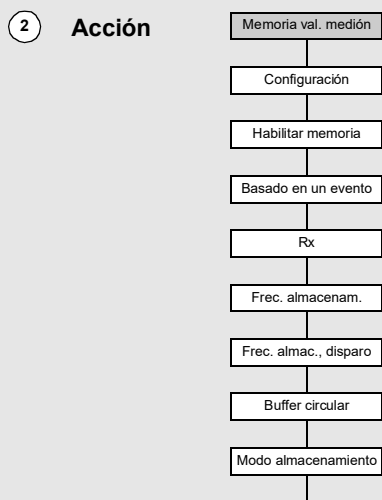 2 Acción
Memoria val. medión
Configuración
Habilitar memoria
Basado en un evento
Rx
Frec. almacenam.
Frec. almac., disparo
Buffer circular
Modo almacenamiento